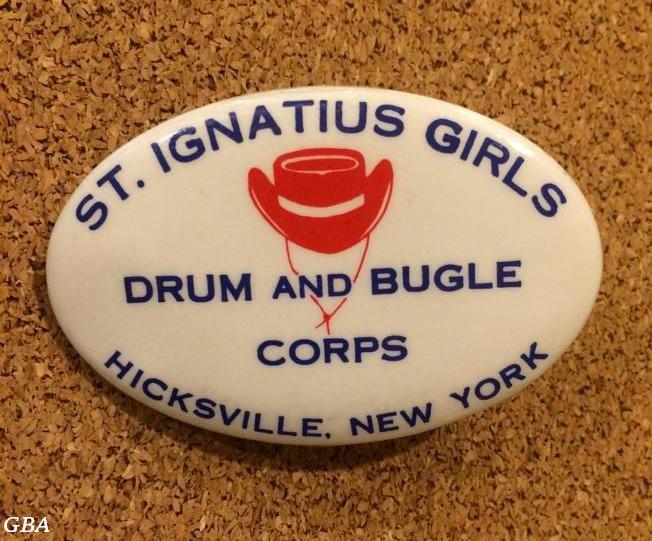 ST. IGNATIUS GIRLS
DRUM AND BUGLE
CORPS
HICKSVILLE, NEW YORK
GBA